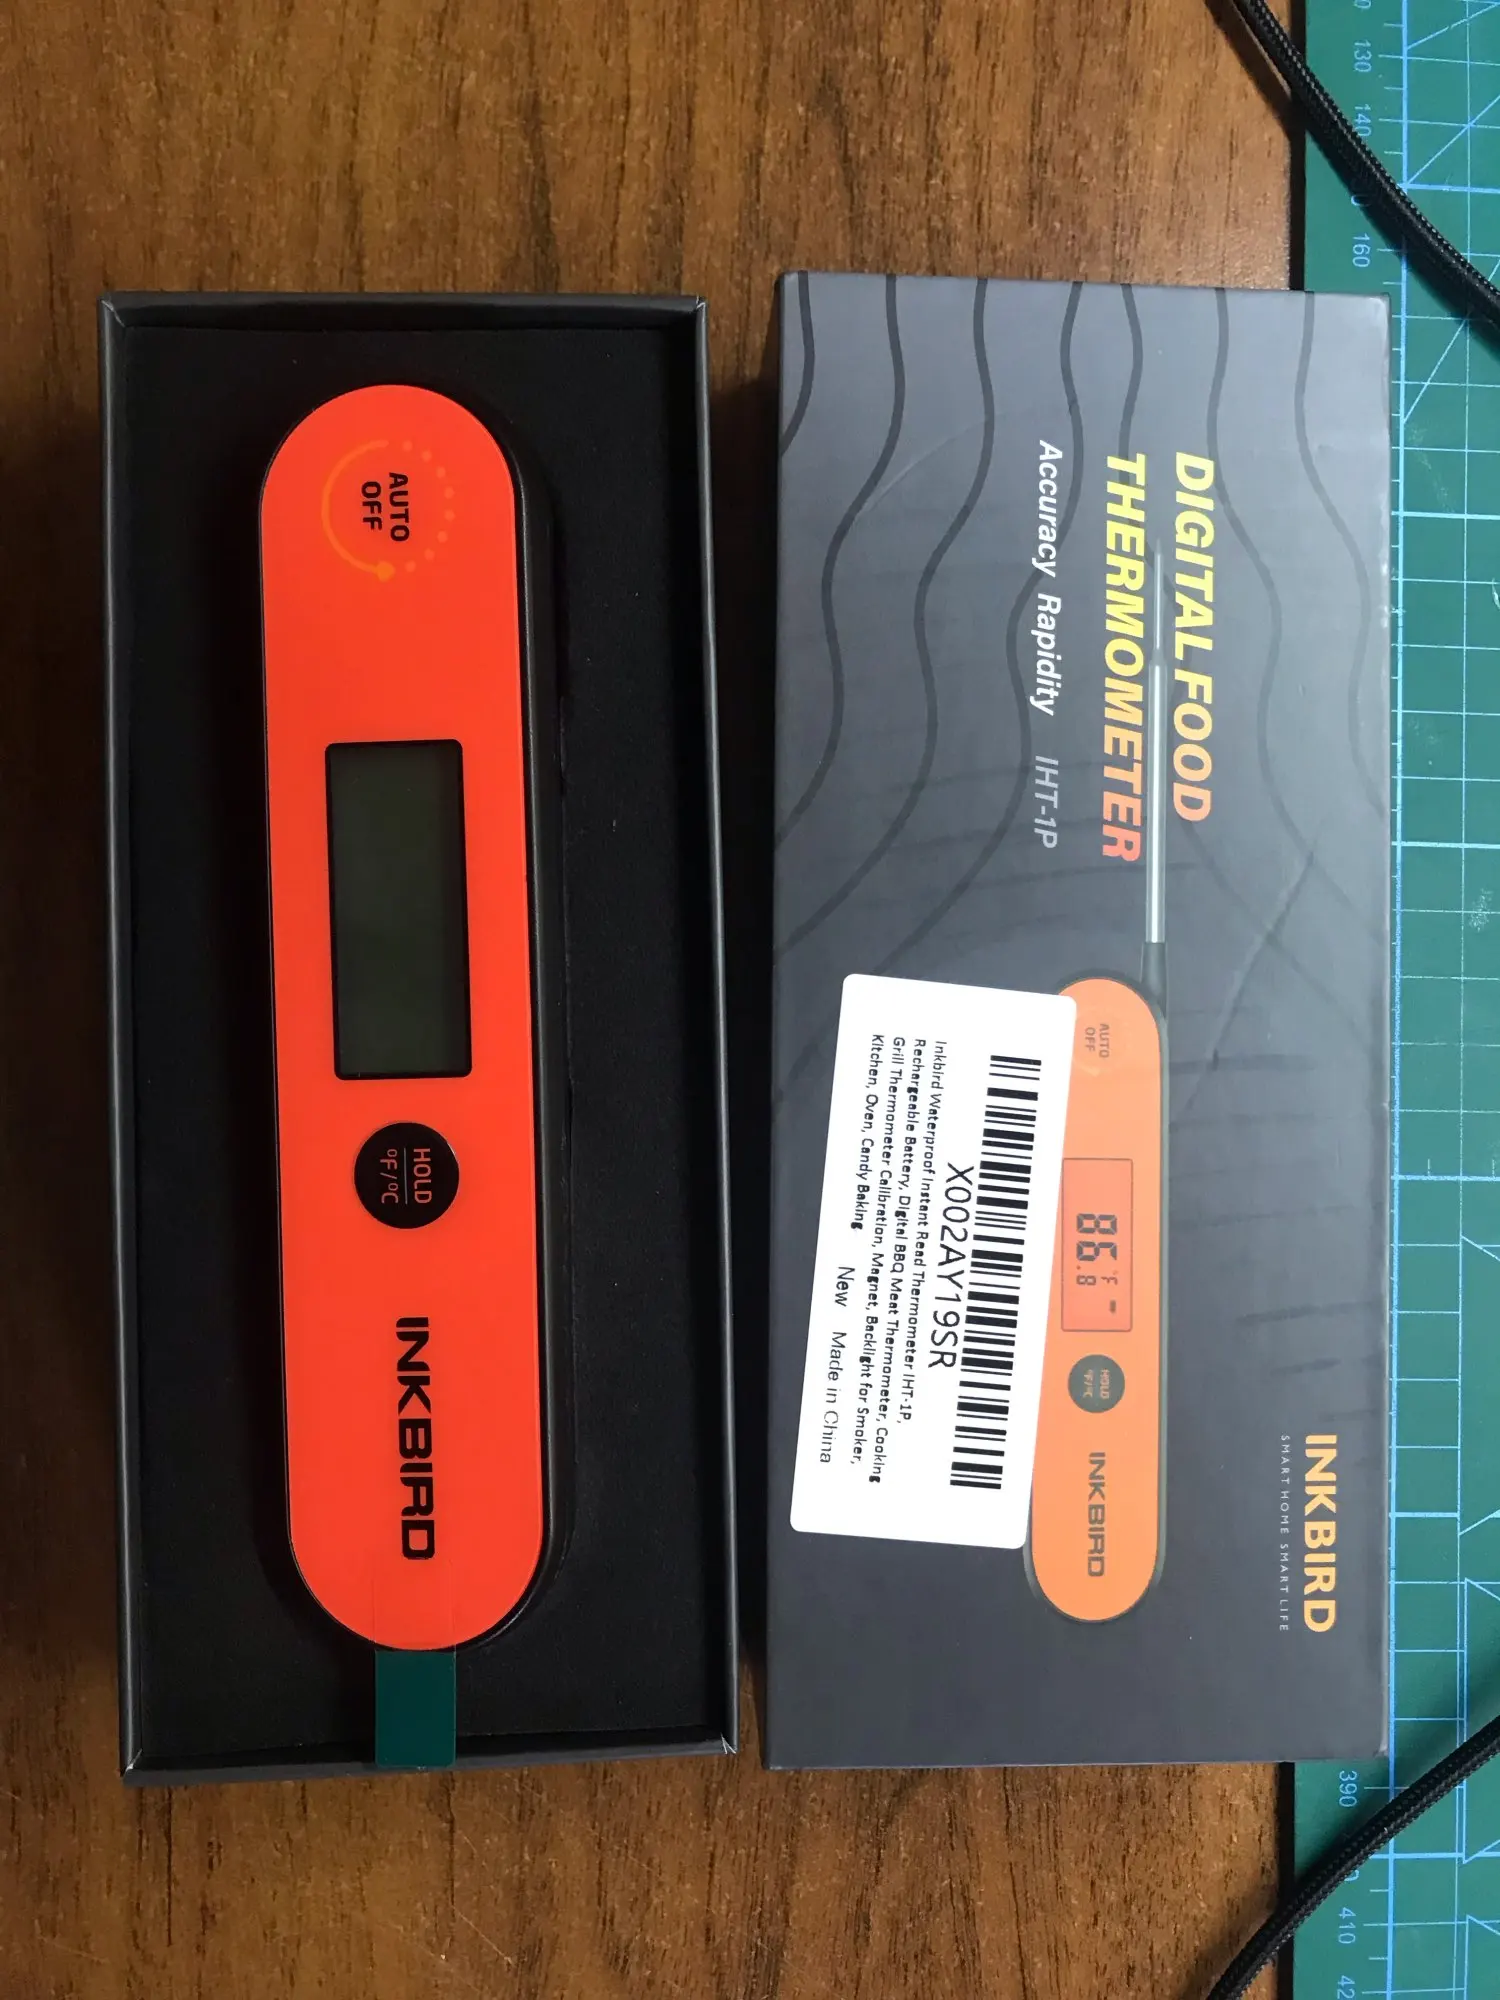 AUTO
OFF
HOLD
°F/°C
INKBIRD
DIGITAL FOOD
THERMOMETER
Accuracy Rapidity IHT-1P
AUTO
OFF
86.8 °F
HOLD
°F/°C
INKBIRD
INKBIRD
SMART HOME SMART LIFE
X002AY19SR
Inkbird Waterproof Instant Read Thermometer IHT-1P,
Rechargeable Battery, Digital BBQ Meat Thermometer, Cooking
Grill Thermometer Calibration, Magnet, Backlight for Smoker,
Kitchen, Oven, Candy Baking
New Made in China
130
140
160
390
410